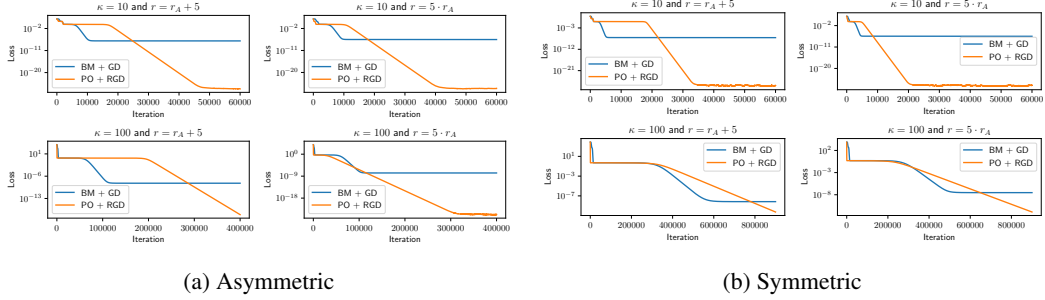 κ = 10 and r = r_A + 5
Loss
10^−2
10^−11
10^−20
BM + GD
PO + RGD
0 10000 20000 30000 40000 50000 60000
Iteration
κ = 10 and r = 5 · r_A
Loss
10^−2
10^−11
10^−20
BM + GD
PO + RGD
0 10000 20000 30000 40000 50000 60000
Iteration
κ = 100 and r = r_A + 5
Loss
10^1
10^−6
10^−13
BM + GD
PO + RGD
0 100000 200000 300000 400000
Iteration
κ = 100 and r = 5 · r_A
Loss
10^0
10^−9
10^−18
BM + GD
PO + RGD
0 100000 200000 300000 400000
Iteration
(a) Asymmetric
κ = 10 and r = r_A + 5
Loss
10^−3
10^−12
10^−21
BM + GD
PO + RGD
0 10000 20000 30000 40000 50000 60000
Iteration
κ = 10 and r = 5 · r_A
Loss
10^−2
10^−11
10^−20
BM + GD
PO + RGD
0 10000 20000 30000 40000 50000 60000
Iteration
κ = 100 and r = r_A + 5
Loss
10^1
10^−3
10^−7
BM + GD
PO + RGD
0 200000 400000 600000 800000
Iteration
κ = 100 and r = 5 · r_A
Loss
10^2
10^−3
10^−8
BM + GD
PO + RGD
0 200000 400000 600000 800000
Iteration
(b) Symmetric